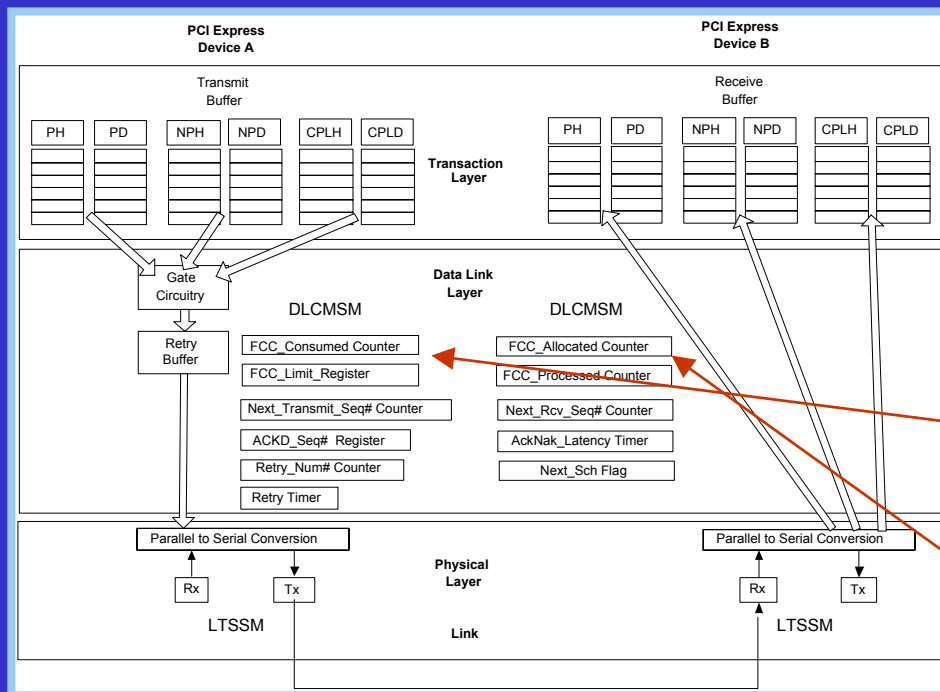 PCI Express
Device A
PCI Express
Device B
Transmit
Buffer
Receive
Buffer
PH
PD
NPH
NPD
CPLH
CPLD
PH
PD
NPH
NPD
CPLH
CPLD
Transaction
Layer
Gate
Circuitry
Data Link
Layer
DLCMSM
DLCMSM
Retry
Buffer
FCC_Consumed Counter
FCC_Allocated Counter
FCC_Limit_Register
FCC_Processed Counter
Next_Transmit_Seq# Counter
Next_Rcv_Seq# Counter
ACKD_Seq# Register
AckNak_Latency Timer
Retry_Num# Counter
Next_Sch Flag
Retry Timer
Parallel to Serial Conversion
Parallel to Serial Conversion
Physical
Layer
Rx
Tx
Rx
Tx
LTSSM
LTSSM
Link